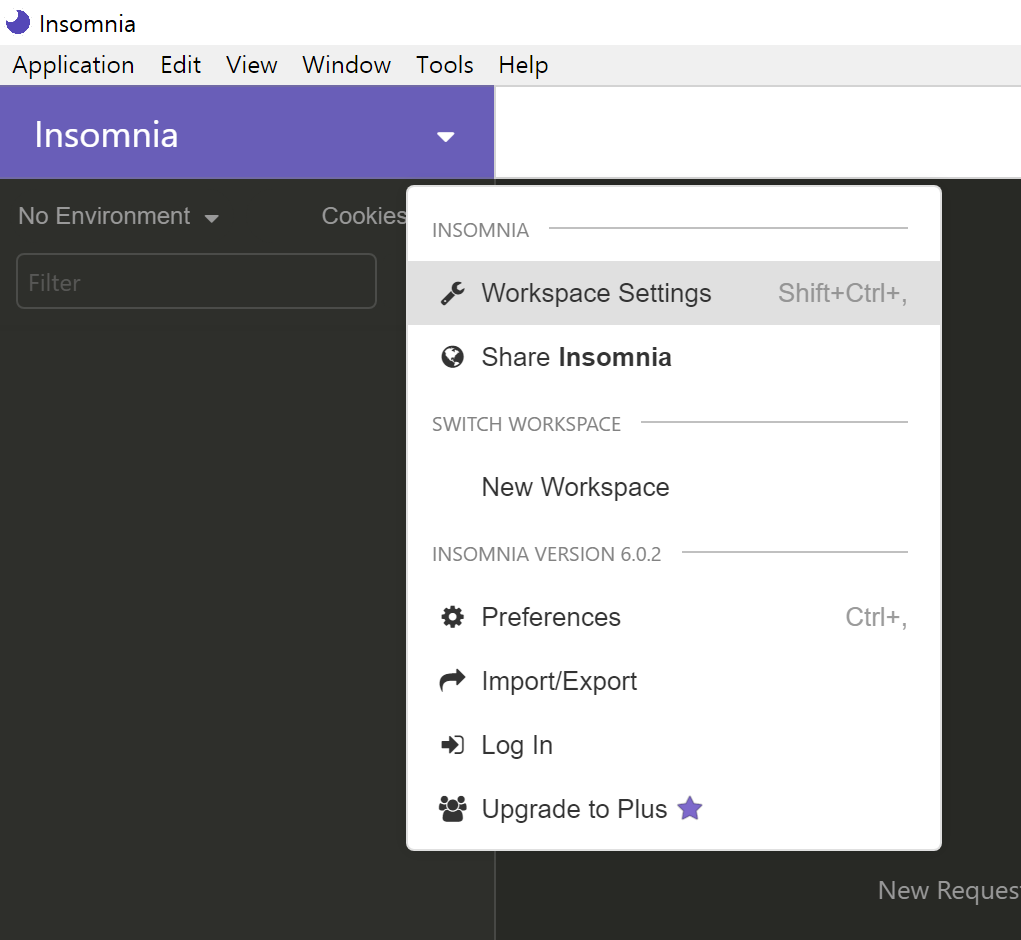 Insomnia
Application Edit View Window Tools Help
Insomnia
No Environment Cookies
Filter
INSOMNIA
Workspace Settings Shift+Ctrl+,
Share Insomnia
SWITCH WORKSPACE
New Workspace
INSOMNIA VERSION 6.0.2
Preferences Ctrl+,
Import/Export
Log In
Upgrade to Plus
New Reques